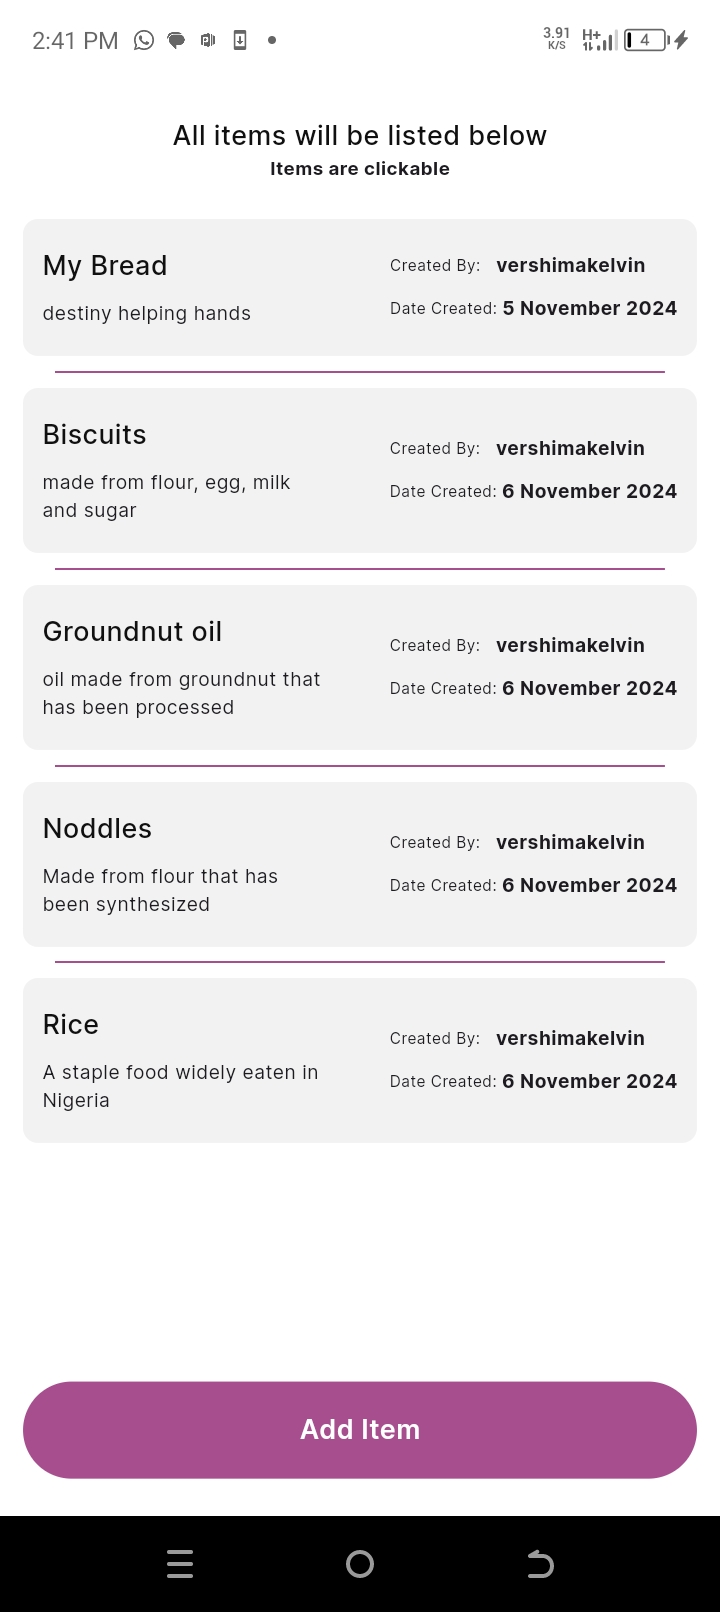 2:41 PM
3.91
K/S
H+
4
All items will be listed below
Items are clickable
My Bread
destiny helping hands
Created By: vershimakelvin
Date Created: 5 November 2024
Biscuits
made from flour, egg, milk
and sugar
Created By: vershimakelvin
Date Created: 6 November 2024
Groundnut oil
oil made from groundnut that
has been processed
Created By: vershimakelvin
Date Created: 6 November 2024
Noddles
Made from flour that has
been synthesized
Created By: vershimakelvin
Date Created: 6 November 2024
Rice
A staple food widely eaten in
Nigeria
Created By: vershimakelvin
Date Created: 6 November 2024
Add Item